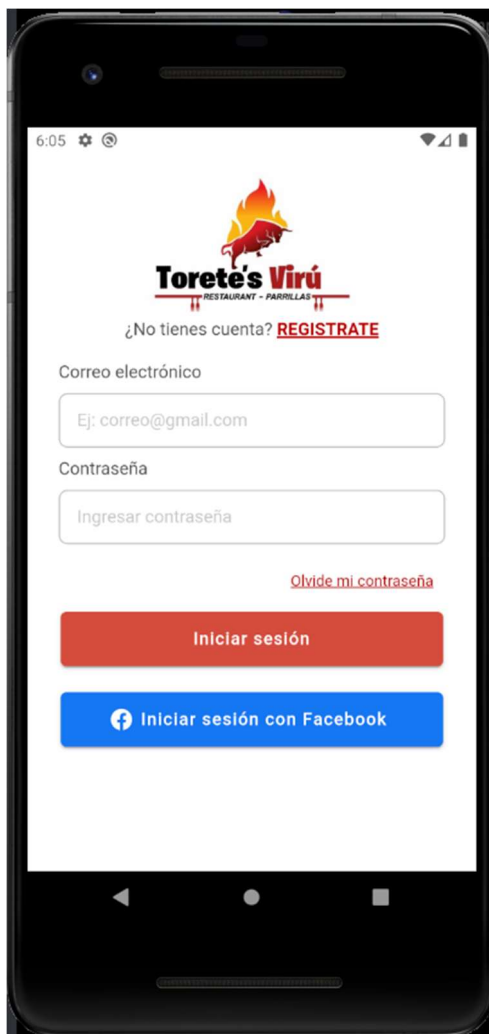 6:05
Torete's Virú
RESTAURANT - PARRILLAS
¿No tienes cuenta? REGISTRATE
Correo electrónico
Ej: correo@gmail.com
Contraseña
Ingresar contraseña
Olvide mi contraseña
Iniciar sesión
Iniciar sesión con Facebook